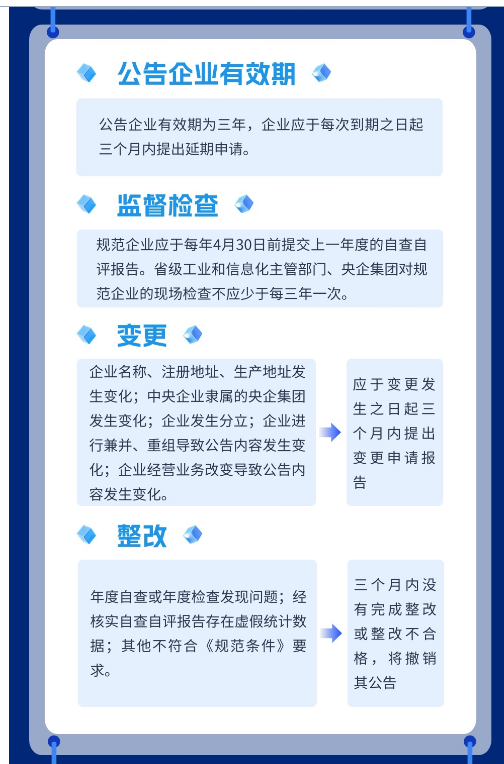 公告企业有效期
公告企业有效期为三年，企业应于每次到期之日起
三个月内提出延期申请。
监督检查
规范企业应于每年4月30日前提交上一年度的自查自
评报告。省级工业和信息化主管部门、央企集团对规
范企业的现场检查不应少于每三年一次。
变更
企业名称、注册地址、生产地址发
生变化；中央企业隶属的央企集团
发生变化；企业发生分立；企业进
行兼并、重组导致公告内容发生变
化；企业经营业务改变导致公告内
容发生变化。
应于变更发
生之日起三
个月内提出
变更申请报
告
整改
年度自查或年度检查发现问题；经
核实自查自评报告存在虚假统计数
据；其他不符合《规范条件》要
求。
三个月内没
有完成整改
或整改不合
格，将撤销
其公告